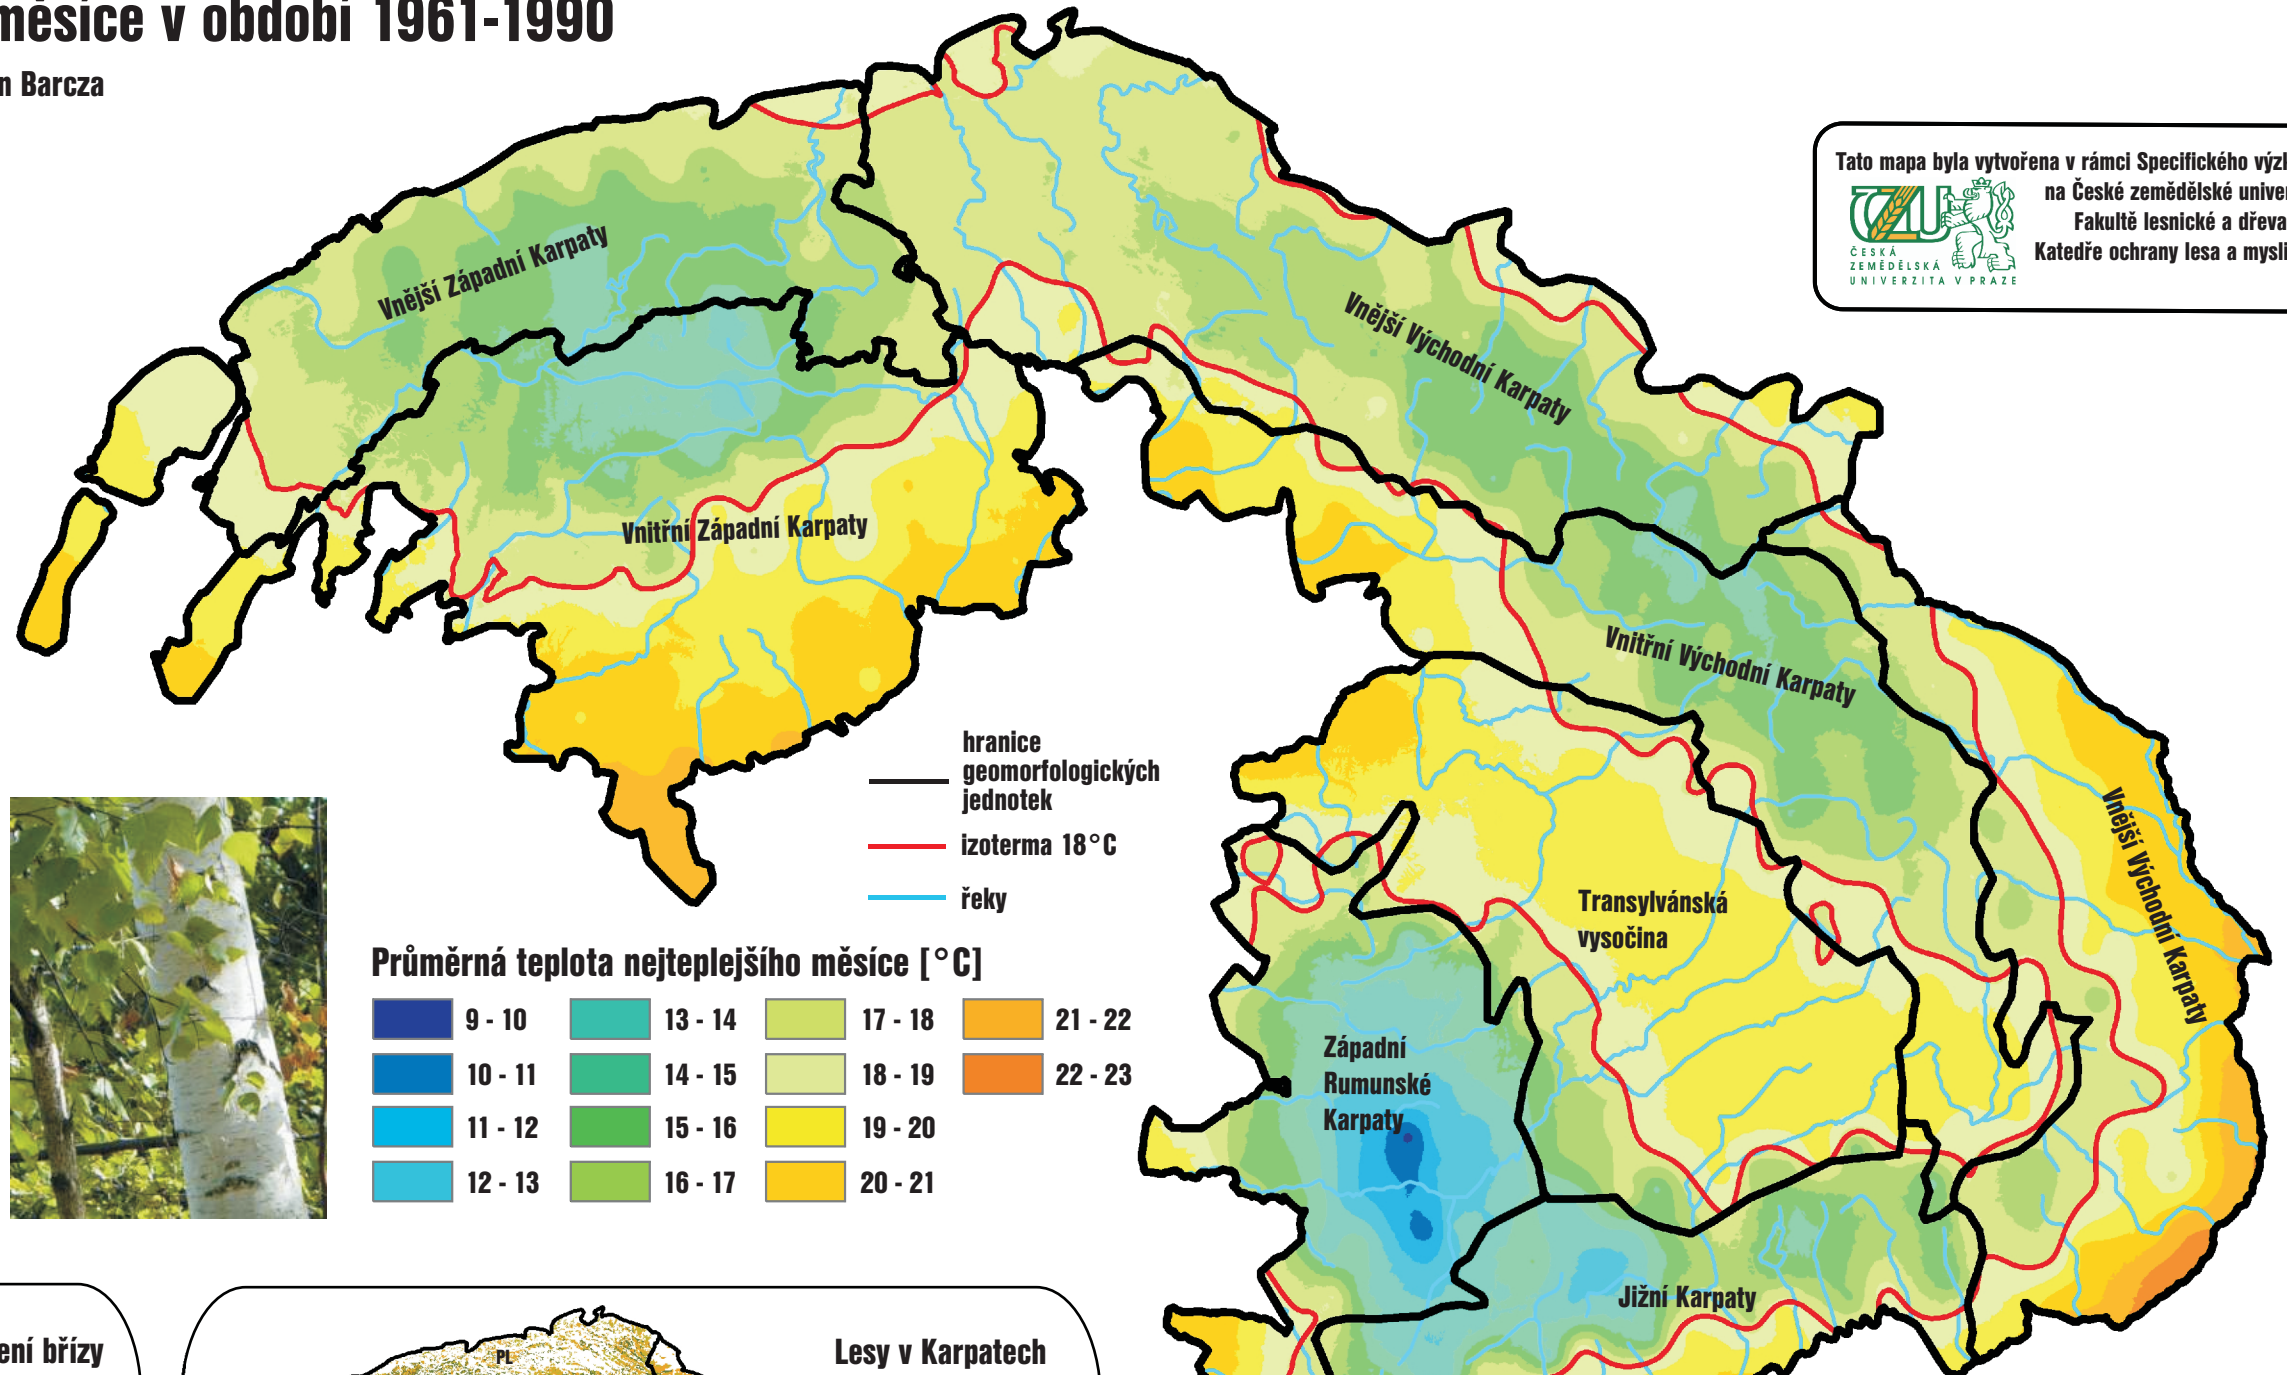 měsíce v období 1961-1990
n Barcza
Tato mapa byla vytvořena v rámci Specifického
na České zemědělské
Fakultě lesnické a
Katedře ochrany lesa a
ČZU
ČESKÁ
ZEMĚDĚLSKÁ
UNIVERZITA V PRAZE
Vnější Západní Karpaty
Vnější Východní Karpaty
Vnitřní Západní Karpaty
Vnitřní Východní Karpaty
Vnější Východní Karpaty
Transylvánská
vysočina
Západní
Rumunské
Karpaty
Jižní Karpaty
hranice
geomorfologických
jednotek
izoterma 18°C
řeky
Průměrná teplota nejteplejšího měsíce [°C]
9 - 10
10 - 11
11 - 12
12 - 13
13 - 14
14 - 15
15 - 16
16 - 17
17 - 18
18 - 19
19 - 20
20 - 21
21 - 22
22 - 23
ení břízy
PL
Lesy v Karpatech